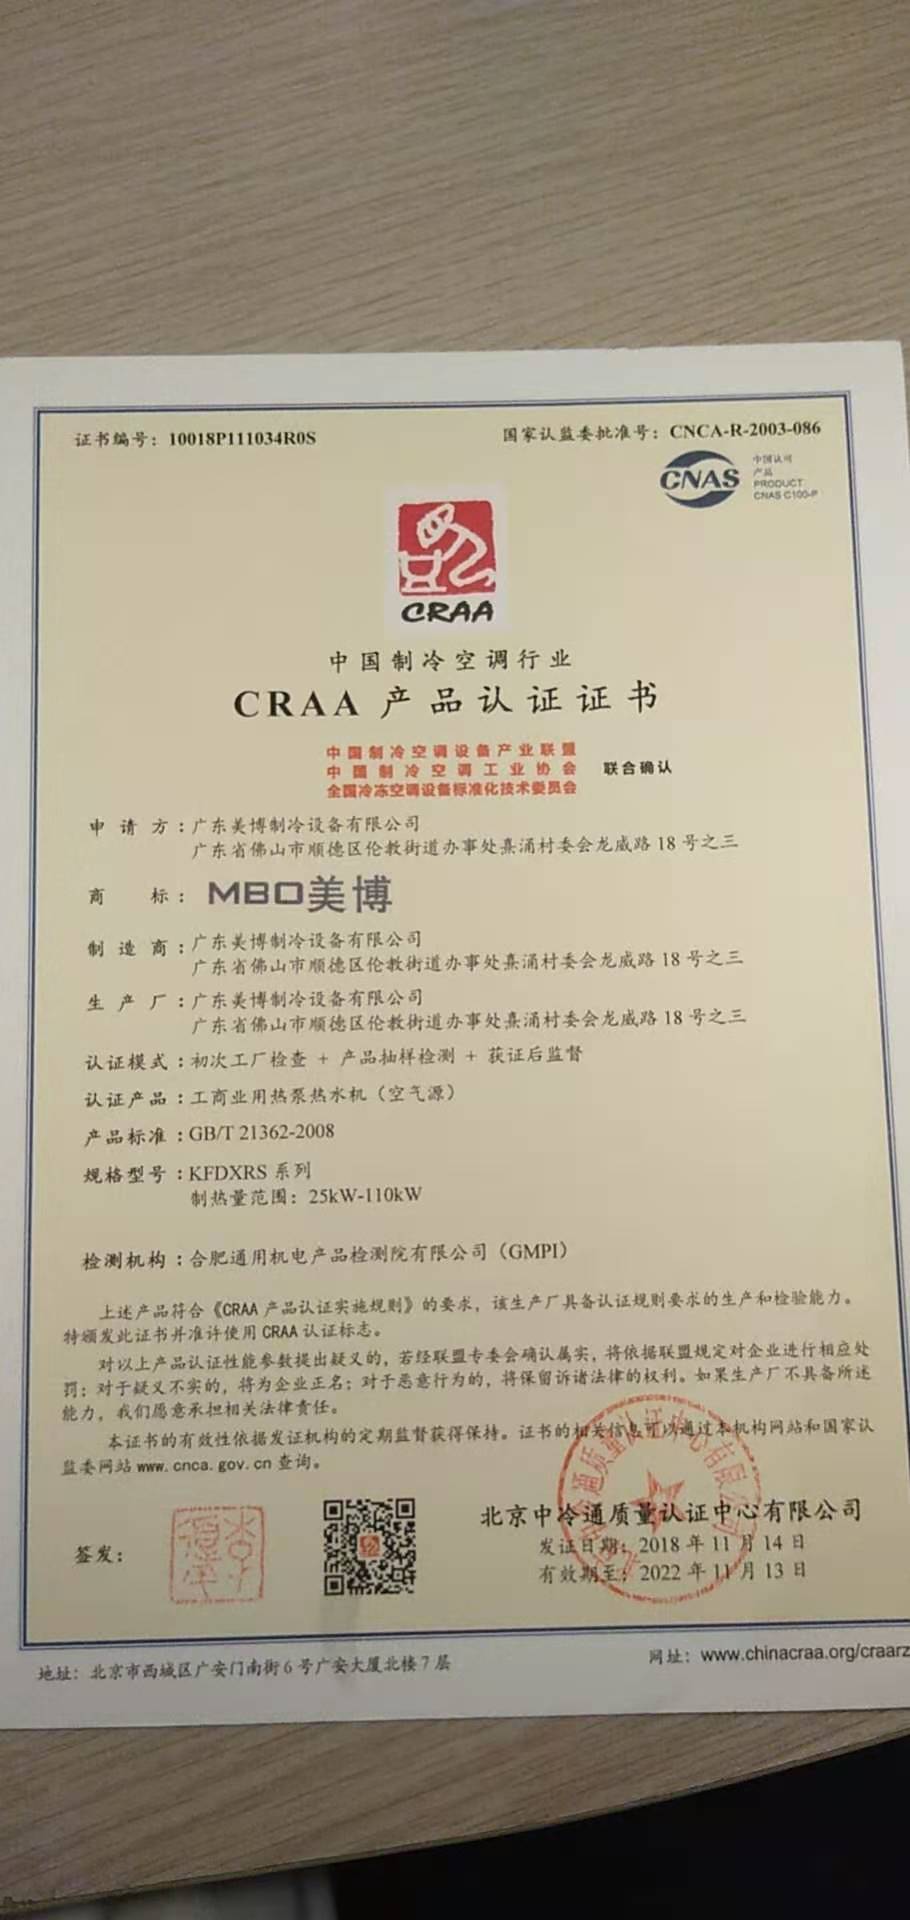 证书编号：10018P111034R0S
国家认监委批准号：CNCA-R-2003-086
CNAS
中国认可
产品
PRODUCT
CNAS C100-P
CRAA
中国制冷空调行业
CRAA 产品认证证书
中国制冷空调设备产业联盟
中国制冷空调工业协会
全国冷冻空调设备标准化技术委员会
联合确认
申请方：广东美博制冷设备有限公司
广东省佛山市顺德区伦教街道办事处熹涌村委会龙威路 18 号之三
商标：MBO美博
制造商：广东美博制冷设备有限公司
广东省佛山市顺德区伦教街道办事处熹涌村委会龙威路 18 号之三
生产厂：广东美博制冷设备有限公司
广东省佛山市顺德区伦教街道办事处熹涌村委会龙威路 18 号之三
认证模式：初次工厂检查 + 产品抽样检测 + 获证后监督
认证产品：工商业用热泵热水机（空气源）
产品标准：GB/T 21362-2008
规格型号：KFDXRS 系列
制热量范围：25kW-110kW
检测机构：合肥通用机电产品检测院有限公司（GMPI）
上述产品符合《CRAA 产品认证实施规则》的要求，该生产厂具备认证规则要求的生产和检验能力。
特颁发此证书并准许使用 CRAA 认证标志。
对以上产品认证性能参数提出疑义的，若经联盟专委会确认属实，将依据联盟规定对企业进行相应处
罚；对于疑义不实的，将为企业正名；对于恶意行为的，将保留诉诸法律的权利。如果生产厂不具备所述
能力，我们愿意承担相关法律责任。
本证书的有效性依据发证机构的定期监督获得保持。证书的相关信息可以通过本机构网站和国家认
监委网站 www.cnca.gov.cn 查询。
签发：
北京中冷通质量认证中心有限公司
发证日期：2018 年 11 月 14 日
有效期至：2022 年 11 月 13 日
地址：北京市西城区广安门南街 6 号广安大厦北楼 7 层
网址：www.chinacraa.org/craarz